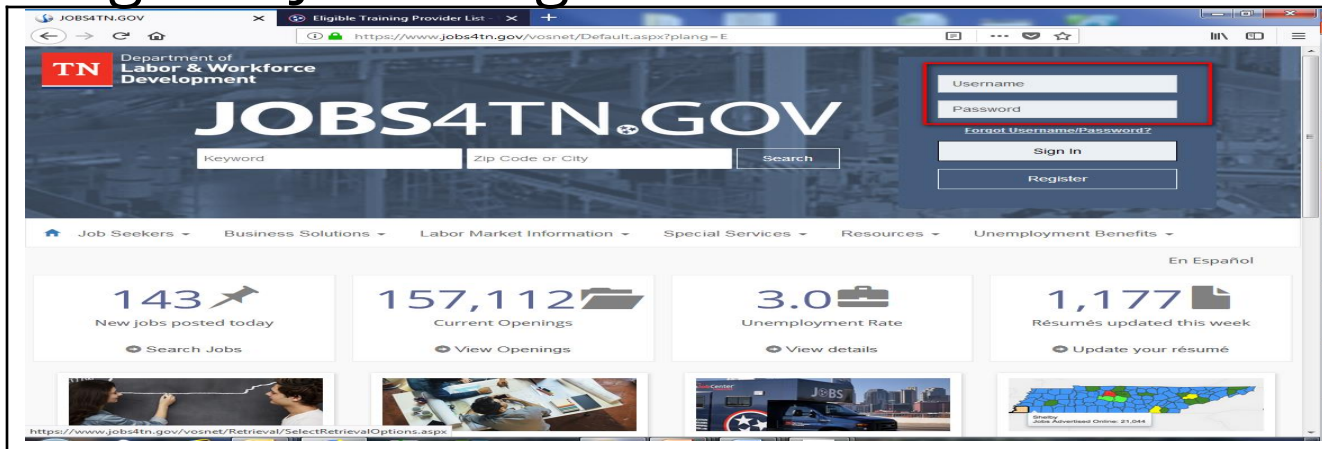 JOBS4TN.GOV
Eligible Training Provider List -
https://www.jobs4tn.gov/vosnet/Default.aspx?plang=E
TN
Department of
Labor & Workforce
Development
JOBS4TN.GOV
Username
Password
Forgot Username/Password?
Keyword
Zip Code or City
Search
Sign In
Register
Job Seekers
Business Solutions
Labor Market Information
Special Services
Resources
Unemployment Benefits
En Español
143
157,112
3.0
1,177
New jobs posted today
Current Openings
Unemployment Rate
Résumés updated this week
Search Jobs
View Openings
View details
Update your résumé
JOBS
Shelby
Jobs Advertised Online: 21,044
https://www.jobs4tn.gov/vosnet/Retrieval/SelectRetrievalOptions.aspx